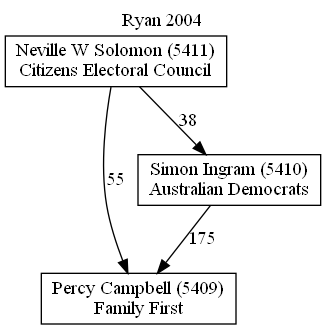 Ryan 2004
Neville W Solomon (5411)
Citizens Electoral Council
38
Simon Ingram (5410)
Australian Democrats
55
175
Percy Campbell (5409)
Family First